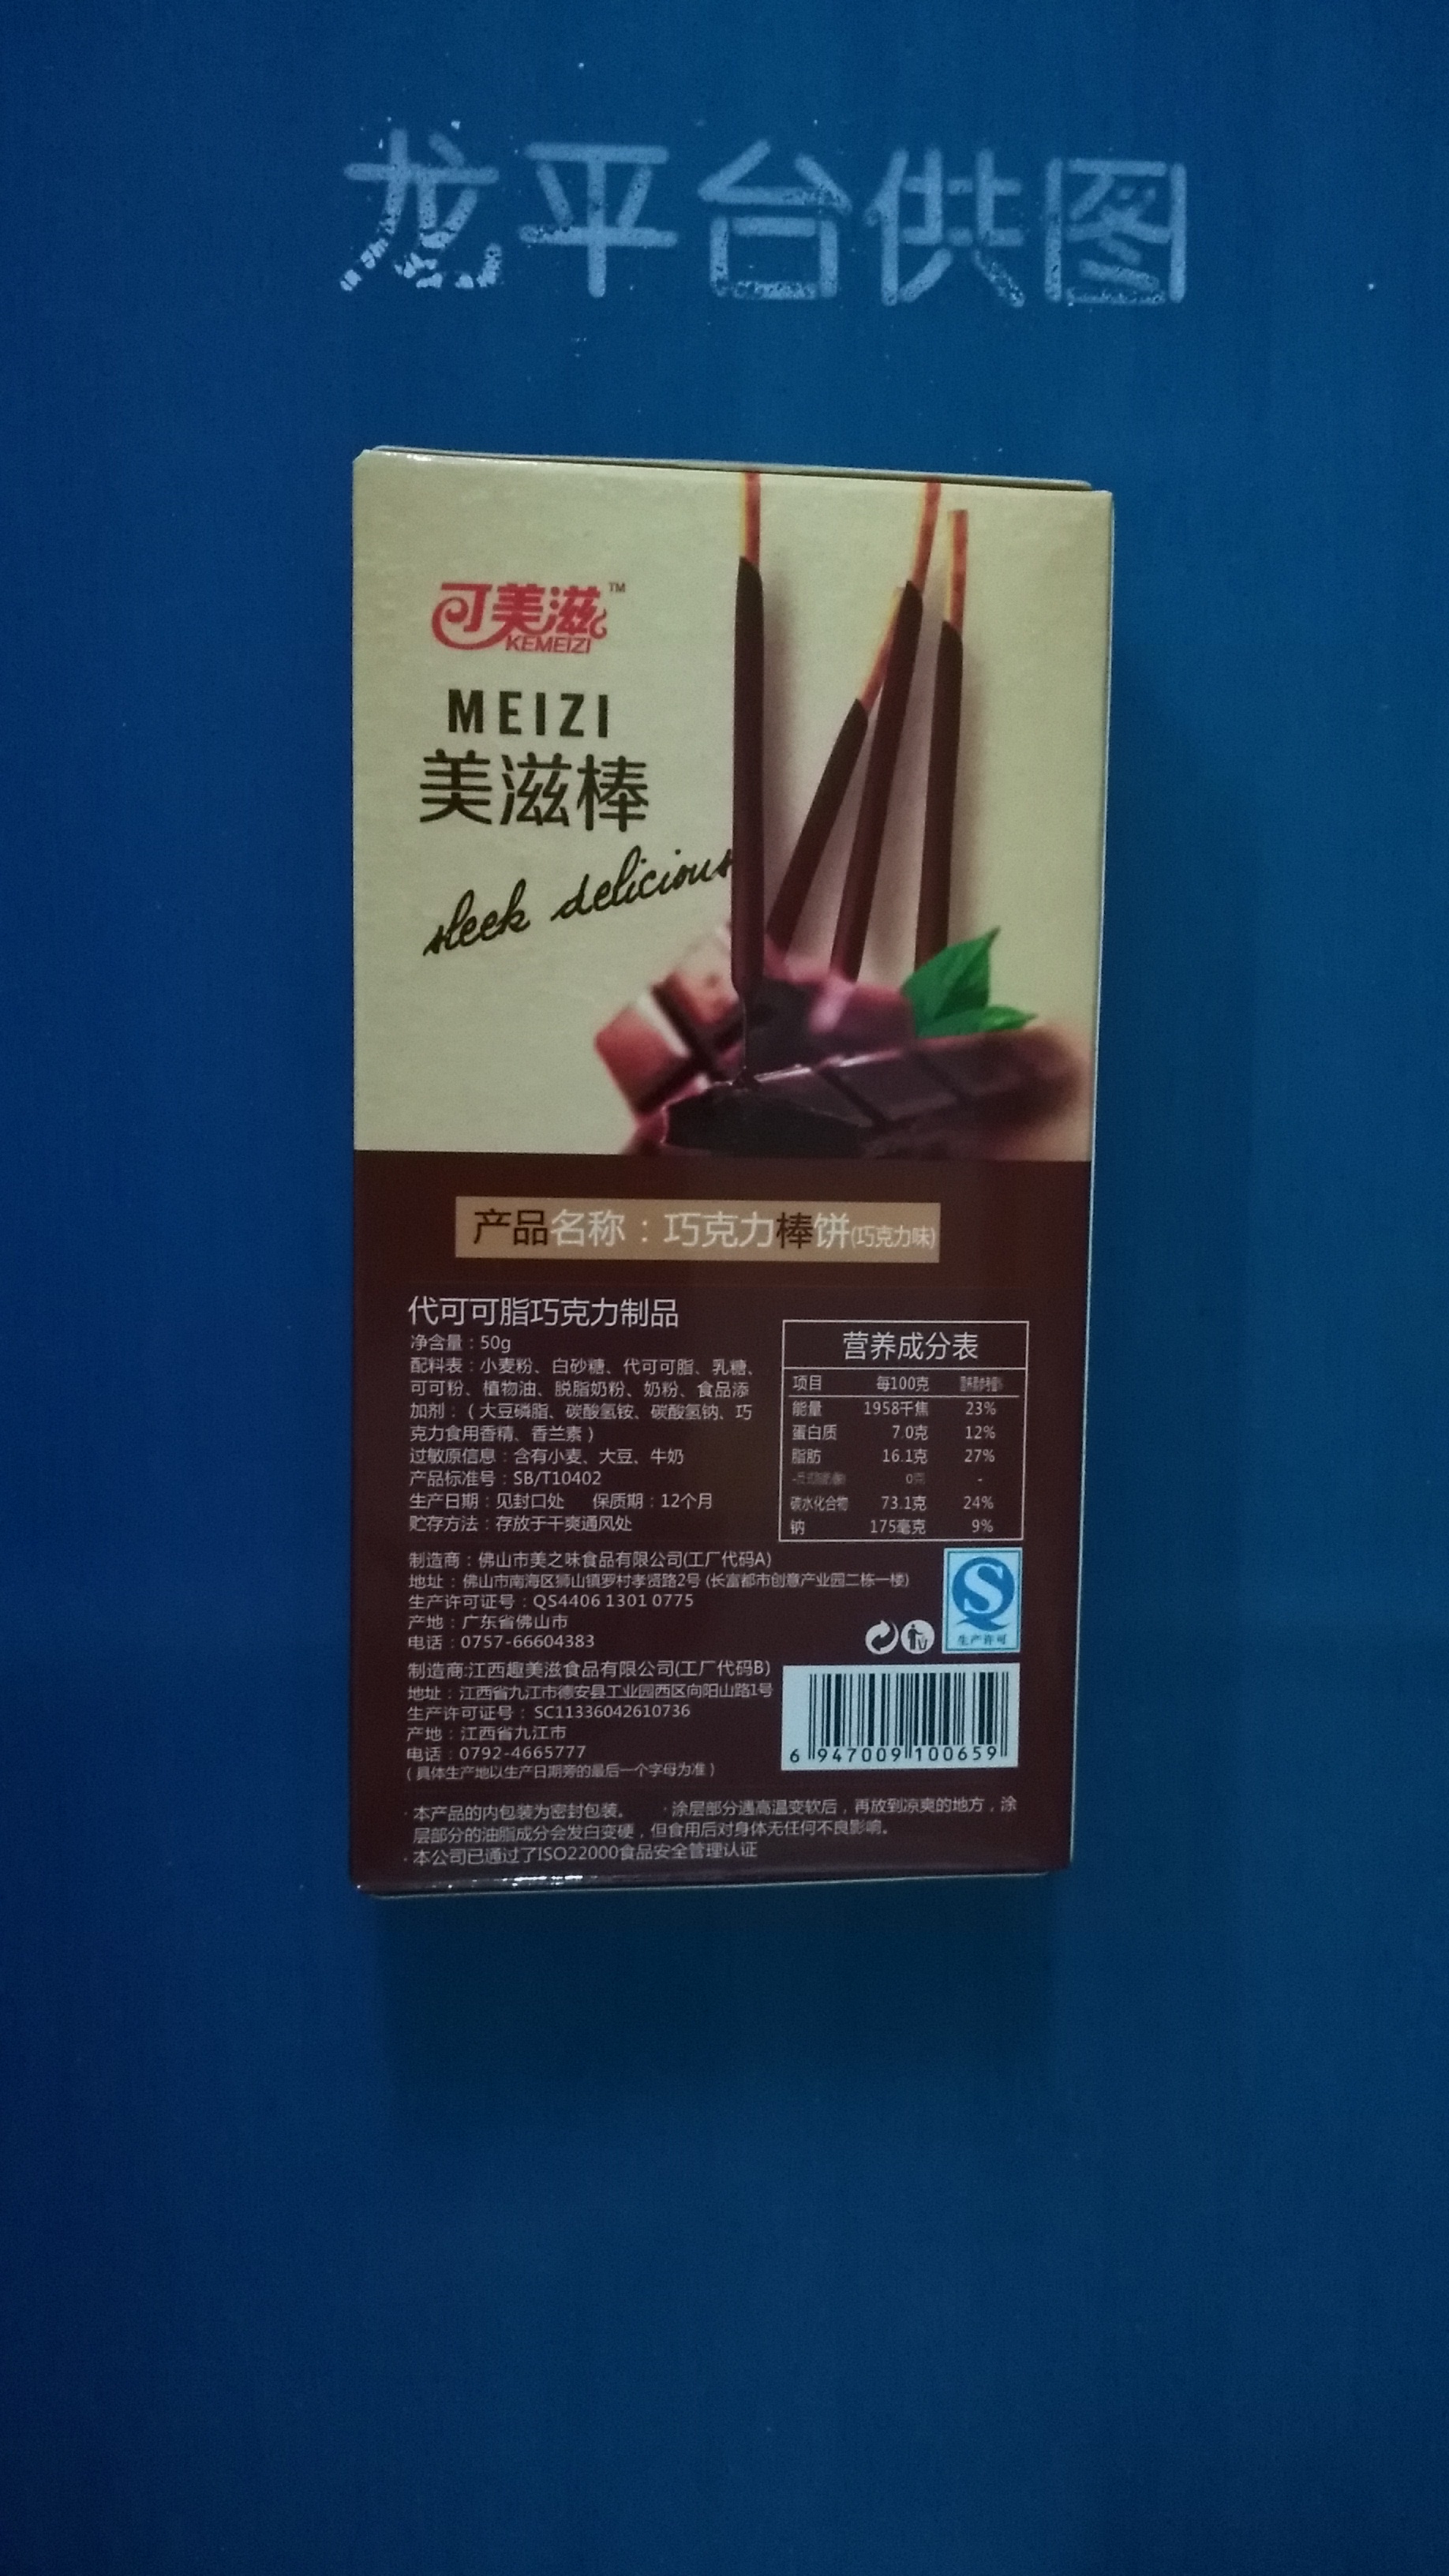 龙平台供图
可美滋™
KEMEIZI
MEIZI
美滋棒
sleek delicious
产品名称：巧克力棒饼(巧克力味)
代可可脂巧克力制品
净含量：50g
配料表：小麦粉、白砂糖、代可可脂、乳糖、
可可粉、植物油、脱脂奶粉、奶粉、食品添
加剂：（大豆磷脂、碳酸氢铵、碳酸氢钠、巧
克力食用香精、香兰素）
过敏原信息：含有小麦、大豆、牛奶
产品标准号：SB/T10402
生产日期：见封口处 保质期：12个月
贮存方法：存放于干爽通风处
营养成分表
项目 每100克 营养素参考值%
能量 1958千焦 23%
蛋白质 7.0克 12%
脂肪 16.1克 27%
-反式脂肪酸 0克 -
碳水化合物 73.1克 24%
钠 175毫克 9%
制造商：佛山市美之味食品有限公司(工厂代码A)
地址：佛山市南海区狮山镇罗村孝贤路2号 (长富都市创意产业园二栋一楼)
生产许可证号：QS4406 1301 0775
产地：广东省佛山市
电话：0757-66604383
生产许可
制造商:江西趣美滋食品有限公司(工厂代码B)
地址：江西省九江市德安县工业园西区向阳山路1号
生产许可证号：SC11336042610736
产地：江西省九江市
电话：0792-4665777
（具体生产地以生产日期旁的最后一个字母为准）
6 947009 100659
·本产品的内包装为密封包装。 ·涂层部分遇高温变软后，再放到凉爽的地方，涂
层部分的油脂成分会发白变硬，但食用后对身体无任何不良影响。
·本公司已通过了ISO22000食品安全管理认证